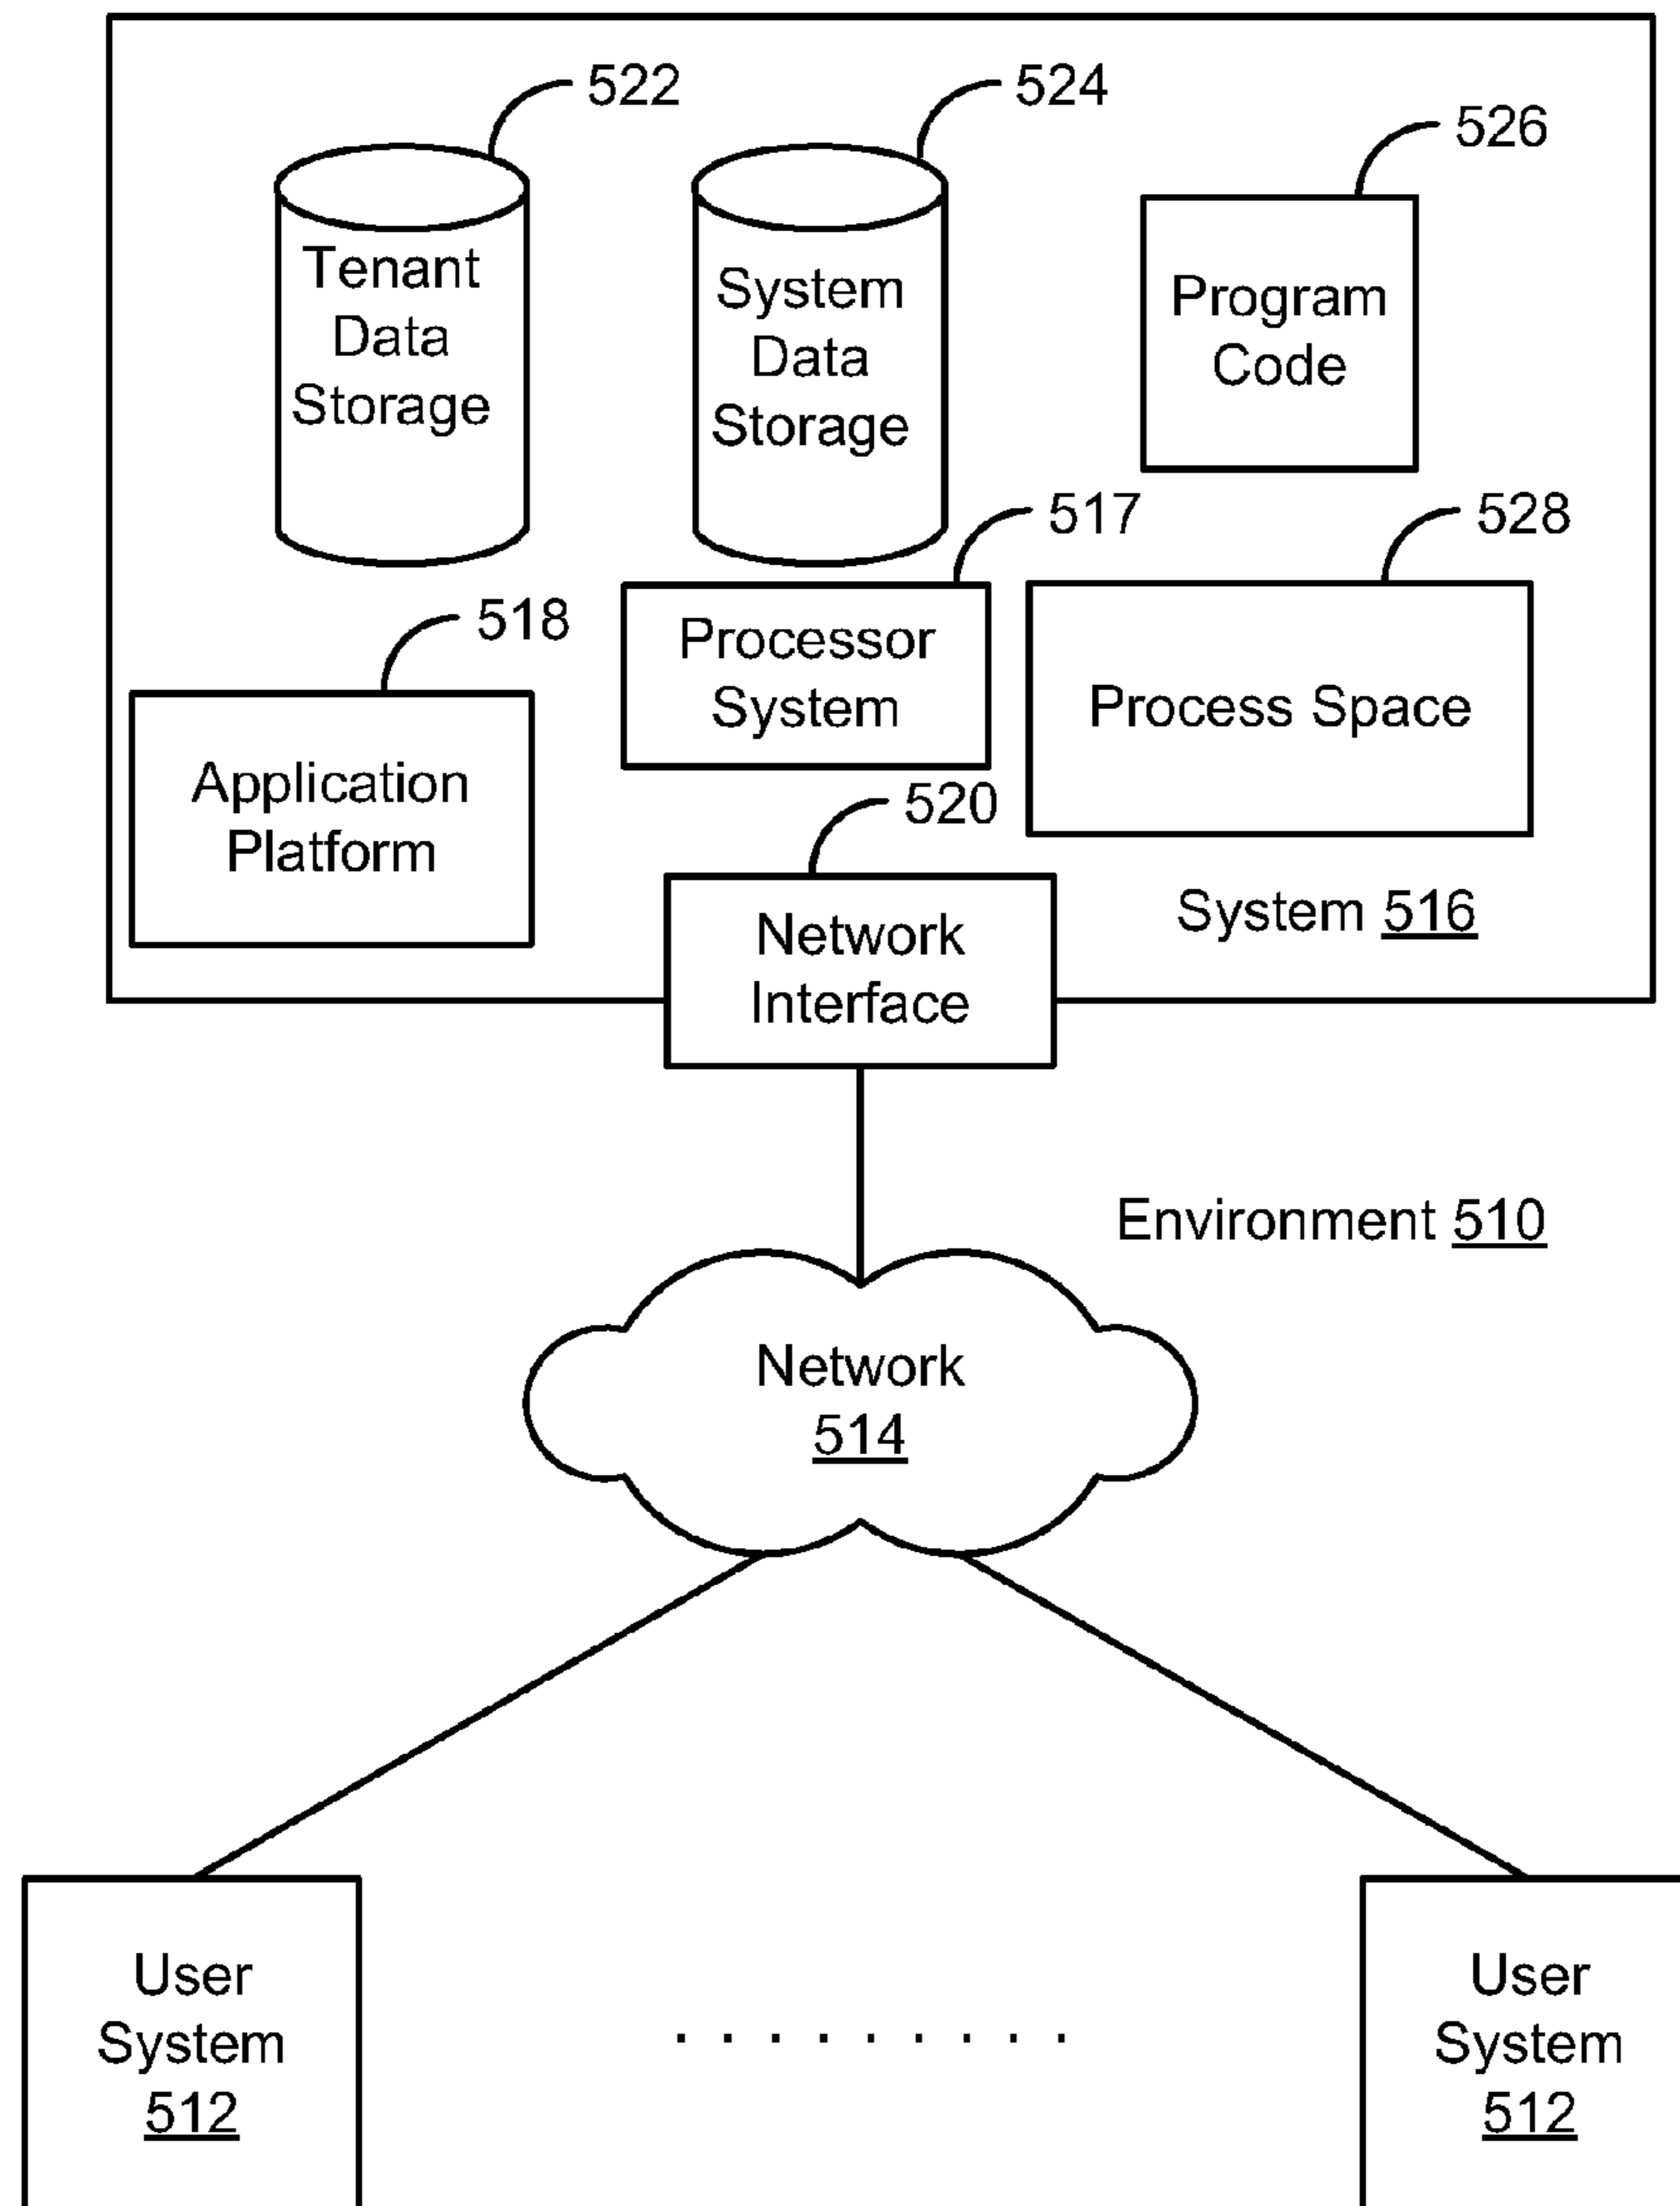 522
524
526
Tenant
Data
Storage
System
Data
Storage
Program
Code
517
528
518
Processor
System
Process Space
Application
Platform
520
Network
Interface
System 516
Environment 510
Network
514
User
System
512
. . . . . . . . .
User
System
512